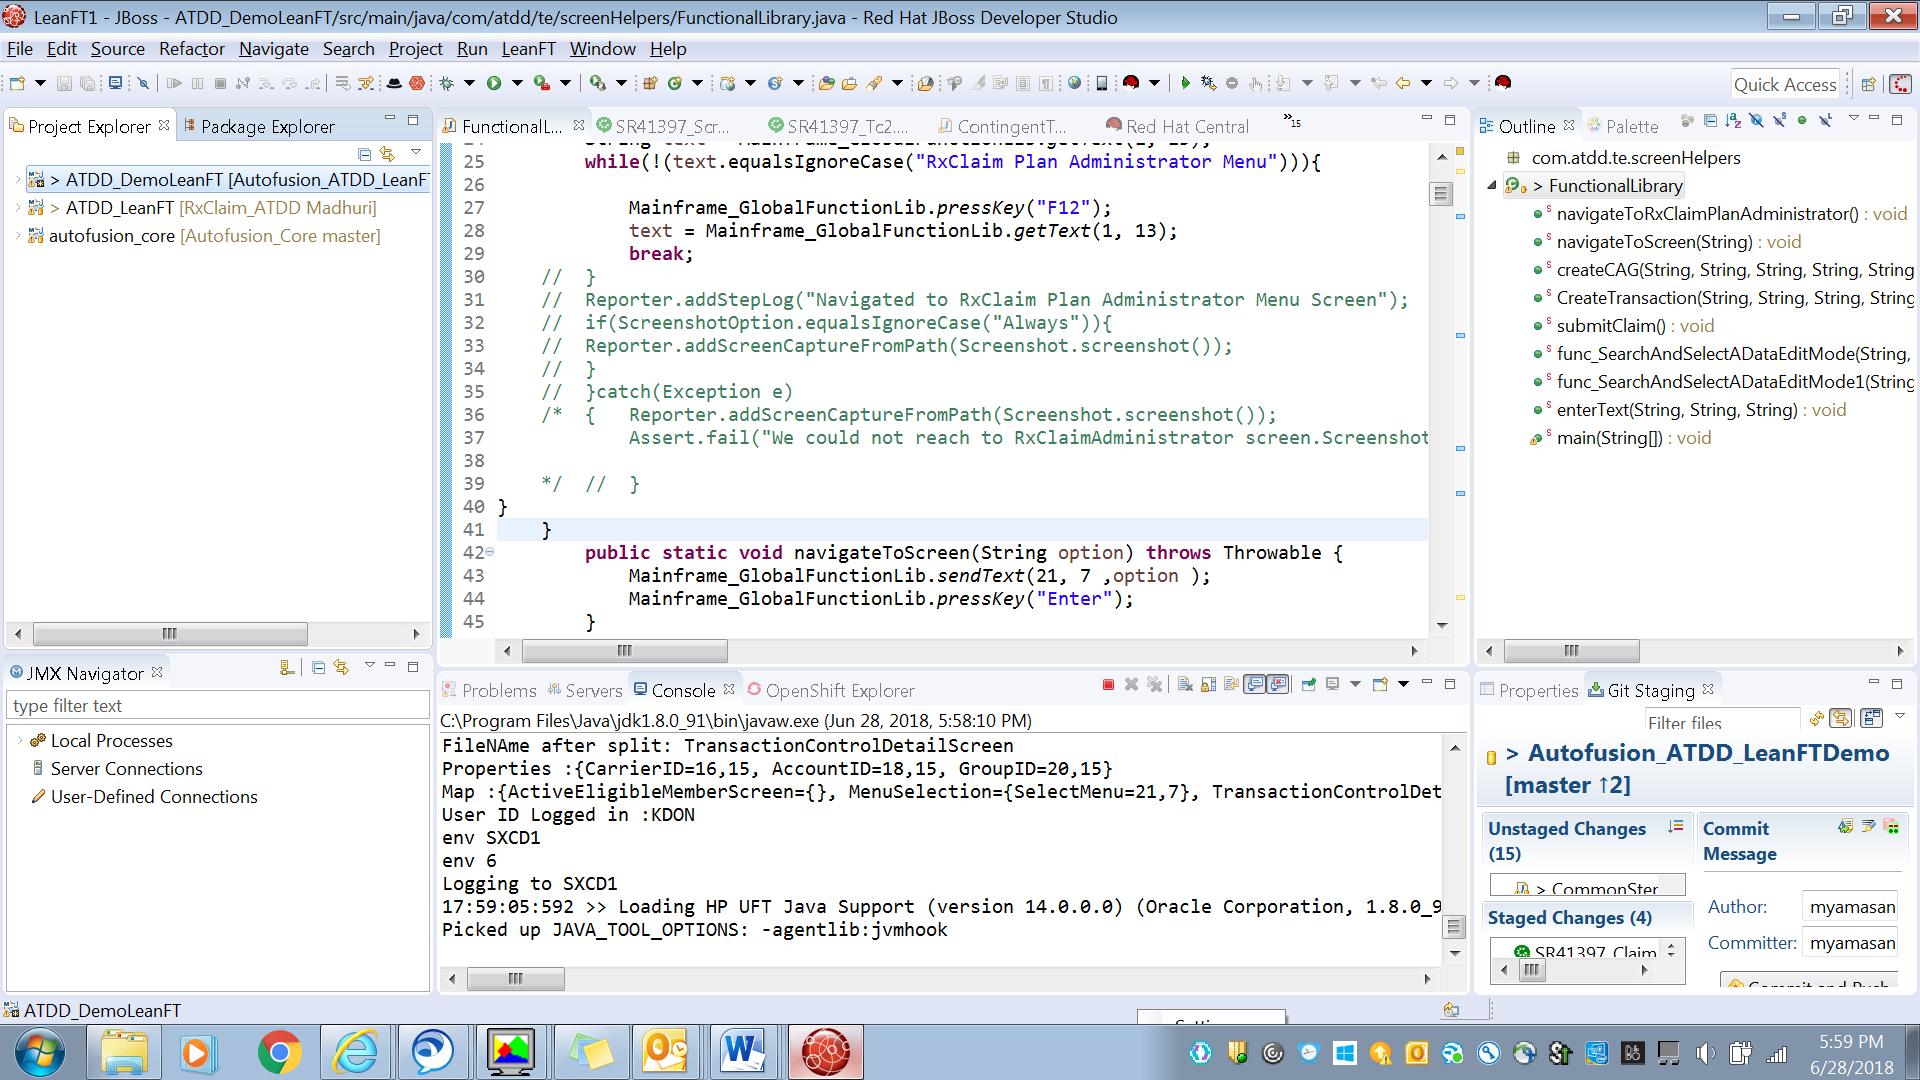 LeanFT1 - JBoss - ATDD_DemoLeanFT/src/main/java/com/atdd/te/screenHelpers/FunctionalLibrary.java - Red Hat JBoss Developer Studio
File Edit Source Refactor Navigate Search Project Run LeanFT Window Help
Quick Access
Project Explorer
Package Explorer
> ATDD_DemoLeanFT [Autofusion_ATDD_LeanF
> ATDD_LeanFT [RxClaim_ATDD Madhuri]
autofusion_core [Autofusion_Core master]
FunctionalL... SR41397_Scr... SR41397_Tc2... ContingentT... Red Hat Central »15
25 while(!(text.equalsIgnoreCase("RxClaim Plan Administrator Menu"))){
26
27 Mainframe_GlobalFunctionLib.pressKey("F12");
28 text = Mainframe_GlobalFunctionLib.getText(1, 13);
29 break;
30 // }
31 // Reporter.addStepLog("Navigated to RxClaim Plan Administrator Menu Screen");
32 // if(ScreenshotOption.equalsIgnoreCase("Always")){
33 // Reporter.addScreenCaptureFromPath(Screenshot.screenshot());
34 // }
35 // }catch(Exception e)
36 /* { Reporter.addScreenCaptureFromPath(Screenshot.screenshot());
37 Assert.fail("We could not reach to RxClaimAdministrator screen.Screenshot
38
39 */ // }
40 }
41 }
42 public static void navigateToScreen(String option) throws Throwable {
43 Mainframe_GlobalFunctionLib.sendText(21, 7 ,option );
44 Mainframe_GlobalFunctionLib.pressKey("Enter");
45 }
Outline
Palette
com.atdd.te.screenHelpers
> FunctionalLibrary
navigateToRxClaimPlanAdministrator() : void
navigateToScreen(String) : void
createCAG(String, String, String, String, String
CreateTransaction(String, String, String, String
submitClaim() : void
func_SearchAndSelectADataEditMode(String,
func_SearchAndSelectADataEditMode1(String
enterText(String, String, String) : void
main(String[]) : void
JMX Navigator
type filter text
Local Processes
Server Connections
User-Defined Connections
Problems Servers Console OpenShift Explorer
C:\Program Files\Java\jdk1.8.0_91\bin\javaw.exe (Jun 28, 2018, 5:58:10 PM)
FileNAme after split: TransactionControlDetailScreen
Properties :{CarrierID=16,15, AccountID=18,15, GroupID=20,15}
Map :{ActiveEligibleMemberScreen={}, MenuSelection={SelectMenu=21,7}, TransactionControlDet
User ID Logged in :KDON
env SXCD1
env 6
Logging to SXCD1
17:59:05:592 >> Loading HP UFT Java Support (version 14.0.0.0) (Oracle Corporation, 1.8.0_9
Picked up JAVA_TOOL_OPTIONS: -agentlib:jvmhook
Properties
Git Staging
Filter files
> Autofusion_ATDD_LeanFTDemo
[master ↑2]
Unstaged Changes
(15)
> CommonSter
Staged Changes (4)
SR41397 Claim
Commit
Message
Author: myamasan
Committer: myamasan
Commit and Push
ATDD_DemoLeanFT
5:59 PM
6/28/2018